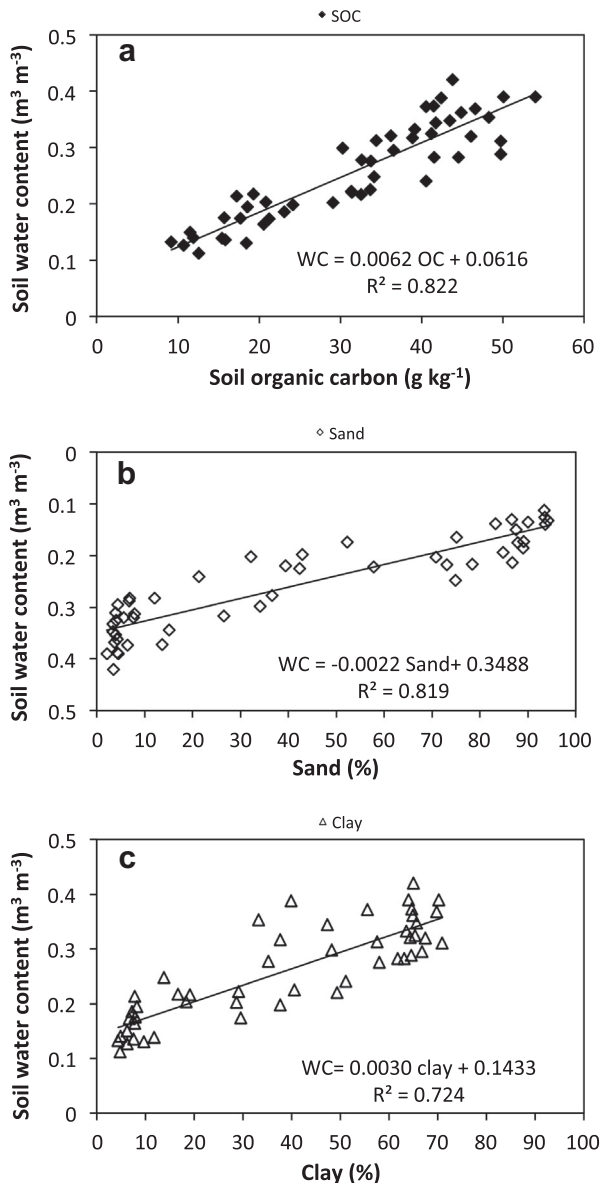 SOC
a
0.5
0.4
0.3
0.2
0.1
0
Soil water content (m³ m⁻³)
WC = 0.0062 OC + 0.0616
R² = 0.822
0 10 20 30 40 50 60
Soil organic carbon (g kg⁻¹)
Sand
b
0
0.1
0.2
0.3
0.4
0.5
Soil water content (m³ m⁻³)
WC = -0.0022 Sand+ 0.3488
R² = 0.819
0 10 20 30 40 50 60 70 80 90 100
Sand (%)
Clay
c
0.5
0.4
0.3
0.2
0.1
0
Soil water content (m³ m⁻³)
WC= 0.0030 clay + 0.1433
R² = 0.724
0 10 20 30 40 50 60 70 80 90 100
Clay (%)